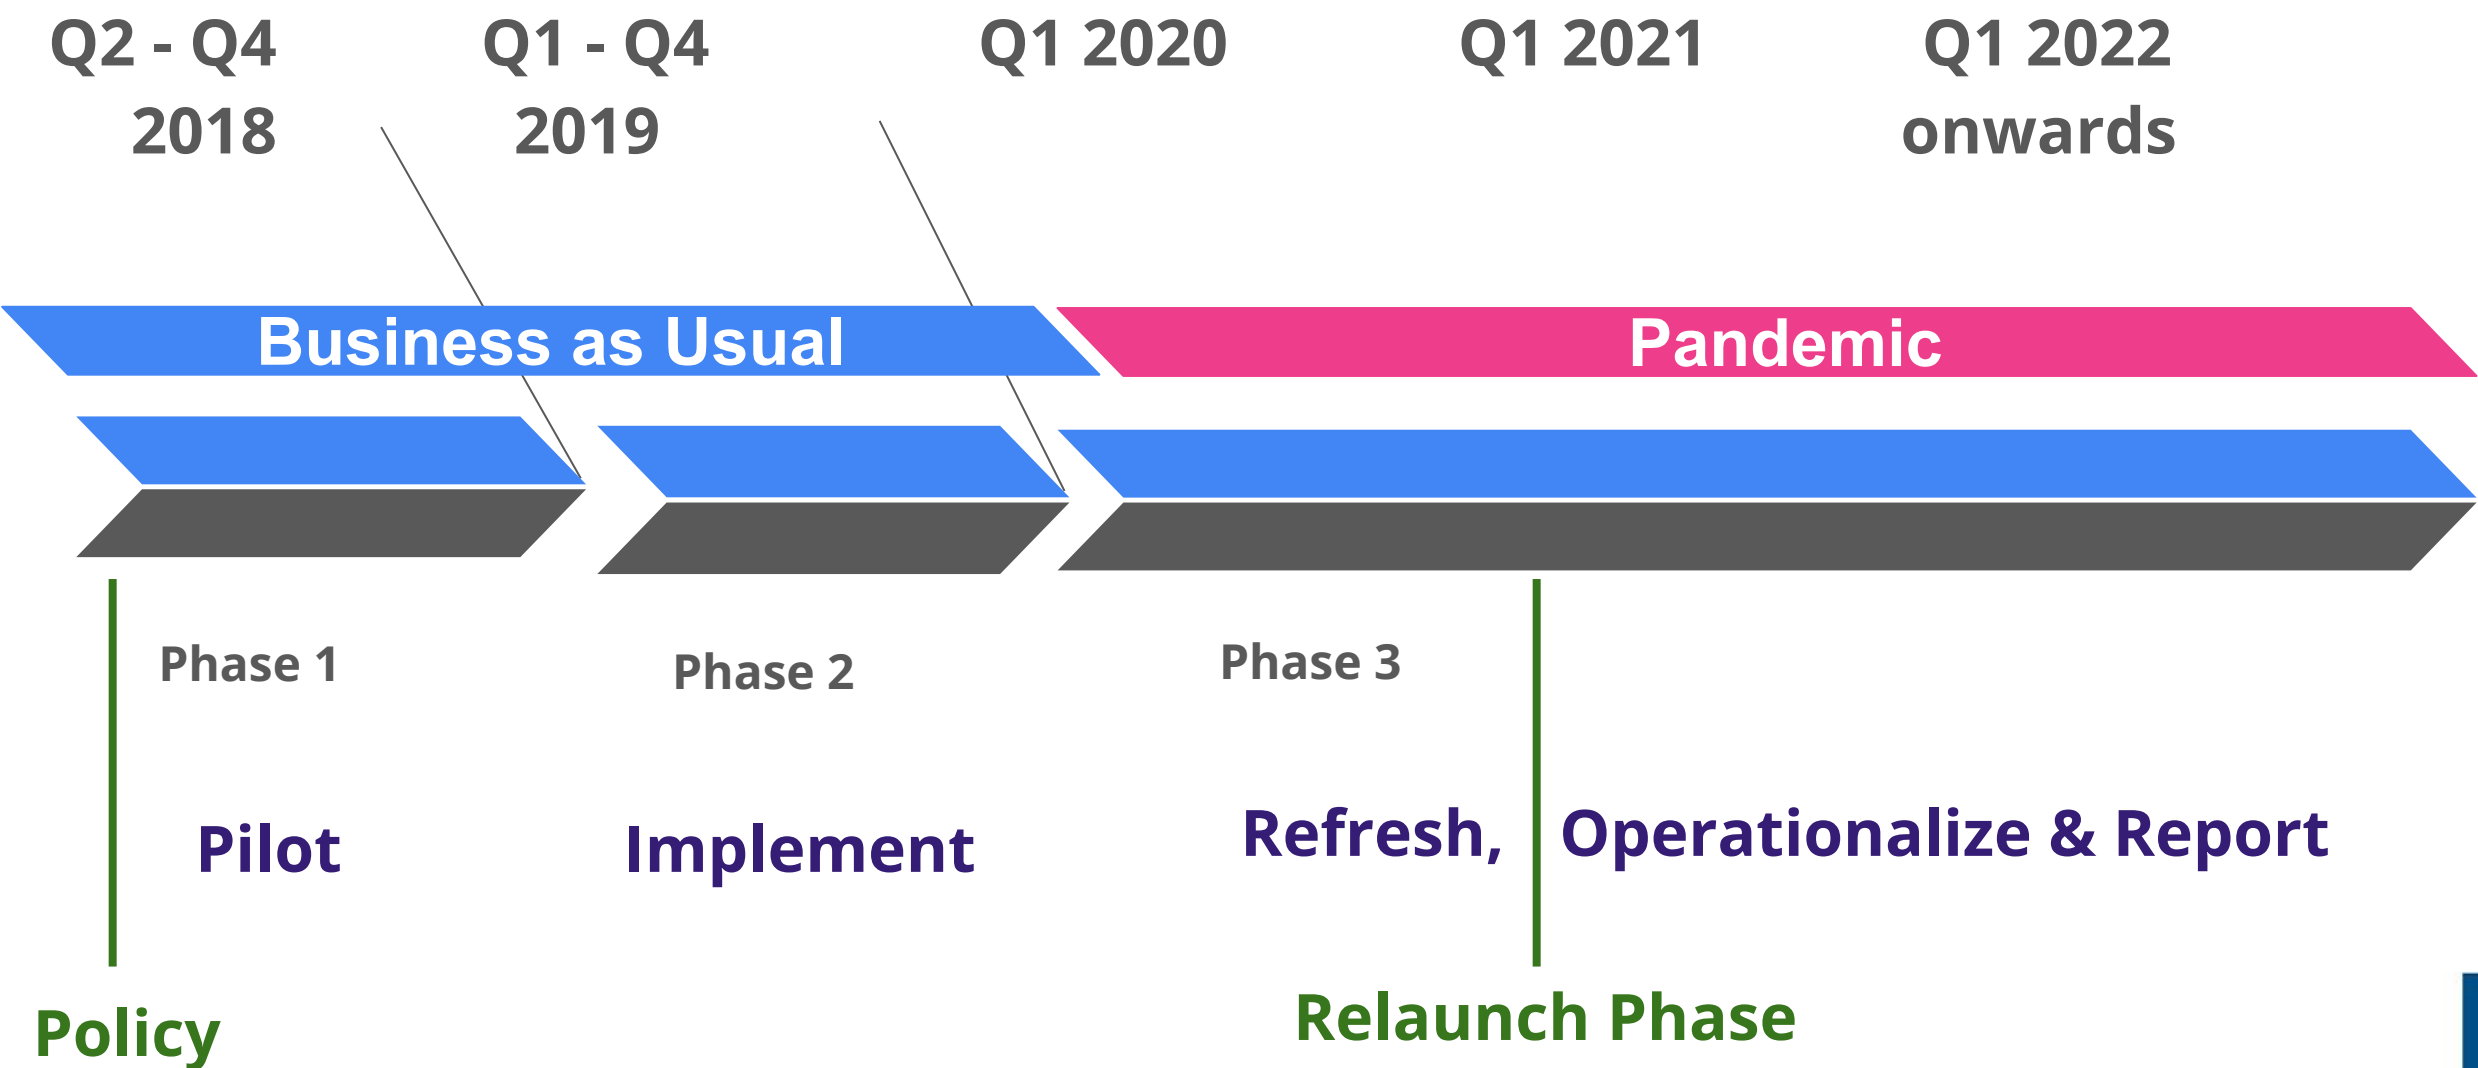 Q2 - Q4
2018
Q1 - Q4
2019
Q1 2020
Q1 2021
Q1 2022
onwards
Business as Usual
Pandemic
Phase 1
Phase 2
Phase 3
Pilot
Implement
Refresh,
Operationalize & Report
Policy
Relaunch Phase